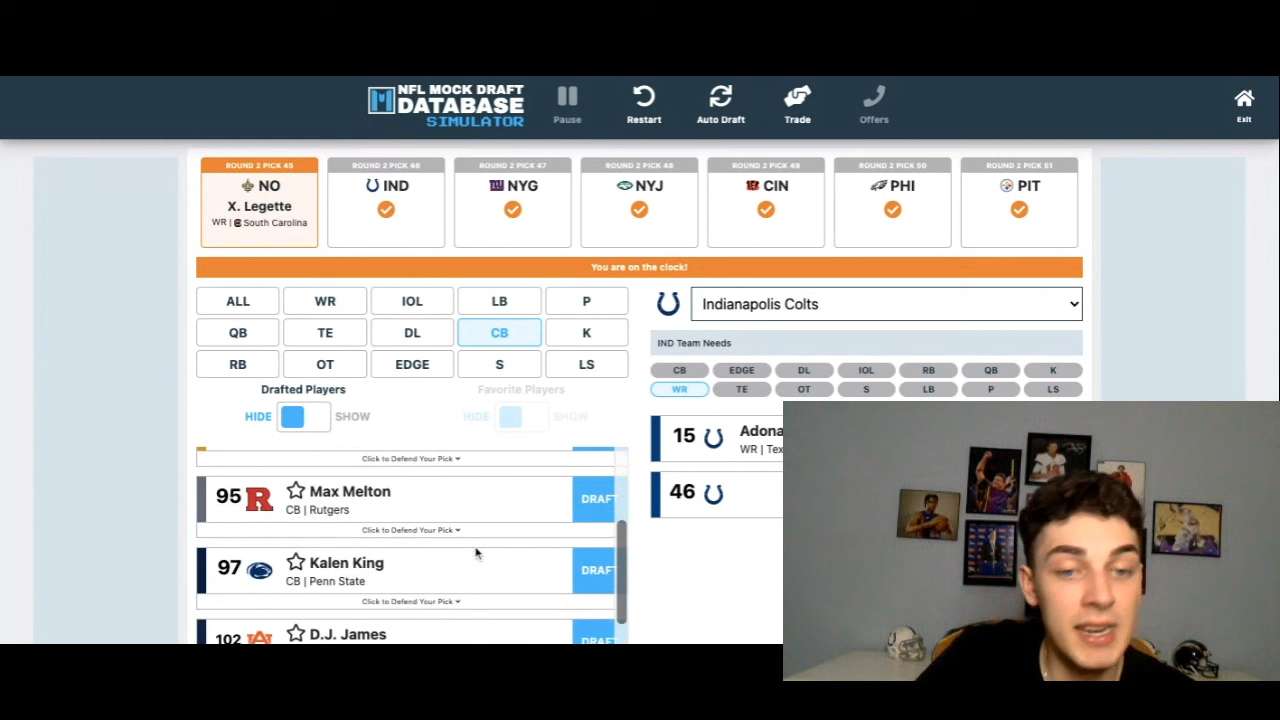 NFL MOCK DRAFT
DATABASE
SIMULATOR
Pause
Restart
Auto Draft
Trade
Offers
Exit
ROUND 2 PICK 45
NO
X. Legette
WR | South Carolina
ROUND 2 PICK 46
IND
ROUND 2 PICK 47
NYG
ROUND 2 PICK 48
NYJ
ROUND 2 PICK 49
CIN
ROUND 2 PICK 50
PHI
ROUND 2 PICK 51
PIT
You are on the clock!
ALL WR IOL LB P
QB TE DL CB K
RB OT EDGE S LS
Drafted Players
HIDE SHOW
Favorite Players
HIDE SHOW
Click to Defend Your Pick
95 R Max Melton
CB | Rutgers
DRAFT
Click to Defend Your Pick
97 Kalen King
CB | Penn State
DRAFT
Click to Defend Your Pick
102 D.J. James
DRAFT
Indianapolis Colts
IND Team Needs
CB EDGE DL IOL RB QB K
WR TE OT S LB P LS
15 Adona
WR | Tex
46